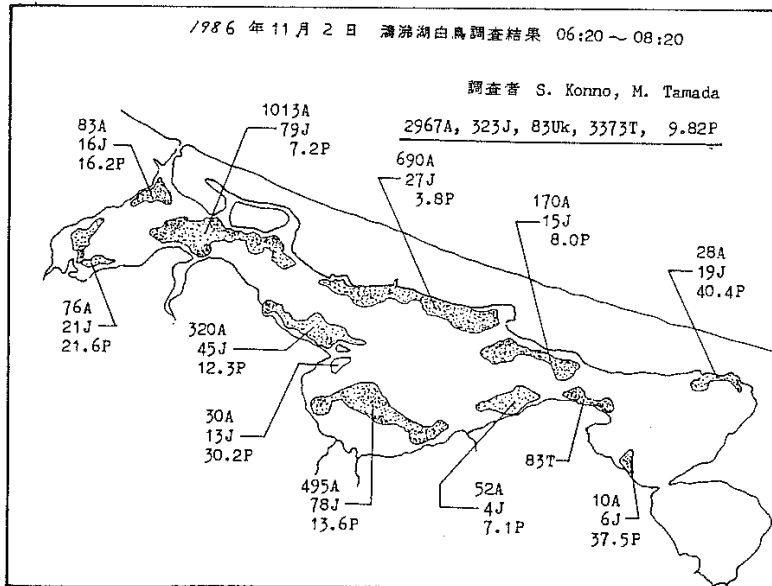 1986 年 11 月 2 日 濤沸湖白鳥調査結果 06:20 ～ 08:20
調査者 S. Konno, M. Tamada
2967A, 323J, 83Uk, 3373T, 9.82P
83A
16J
16.2P
1013A
79J
7.2P
690A
27J
3.8P
170A
15J
8.0P
28A
19J
40.4P
76A
21J
21.6P
320A
45J
12.3P
30A
13J
30.2P
495A
78J
13.6P
52A
4J
7.1P
83T
10A
6J
37.5P